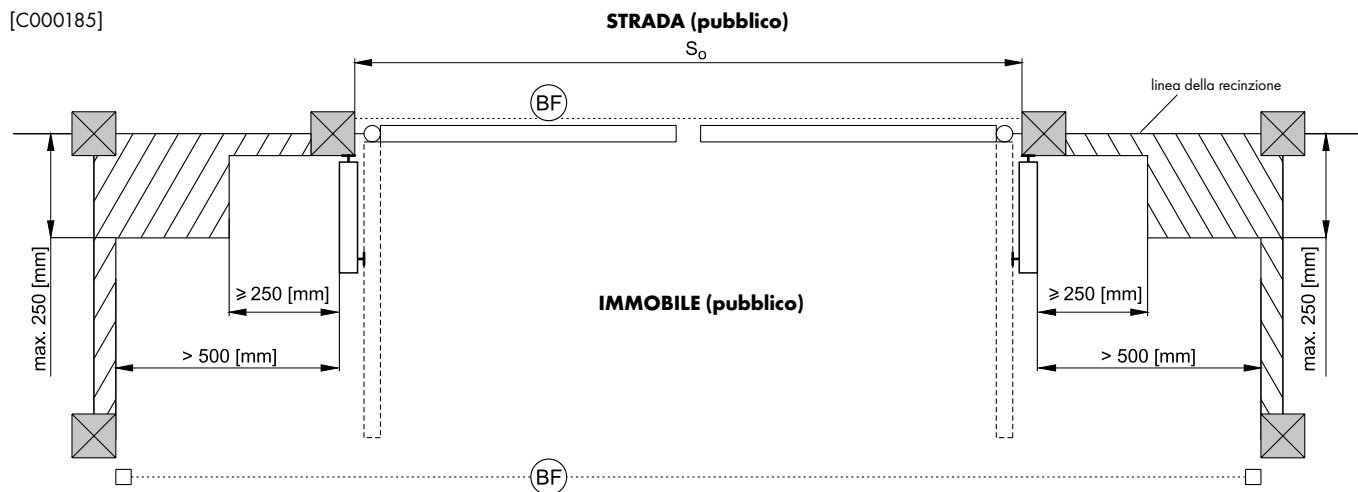 [C000185]
STRADA (pubblico)
So
linea della recinzione
BF
max. 250 [mm]
≥ 250 [mm]
IMMOBILE (pubblico)
≥ 250 [mm]
max. 250 [mm]
> 500 [mm]
> 500 [mm]
BF